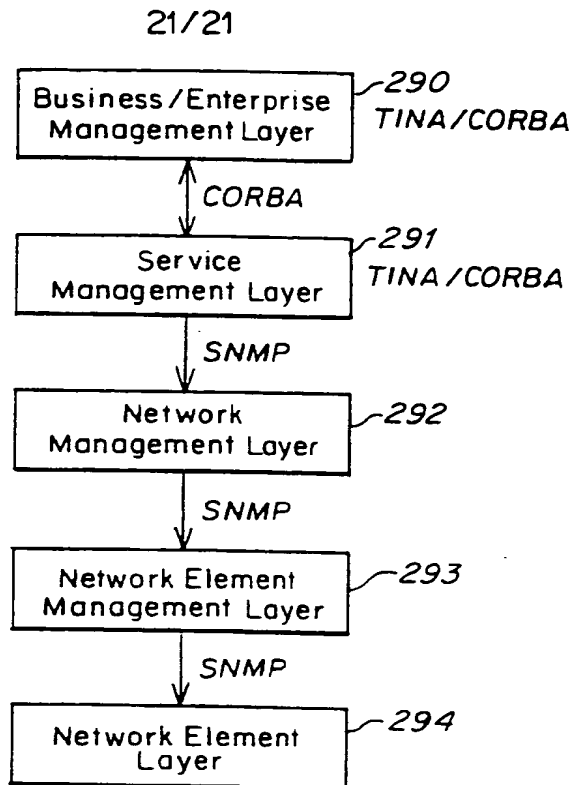 21/21
Business/Enterprise
Management Layer
290
TINA/CORBA
CORBA
Service
Management Layer
291
TINA/CORBA
SNMP
Network
Management Layer
292
SNMP
Network Element
Management Layer
293
SNMP
Network Element
Layer
294